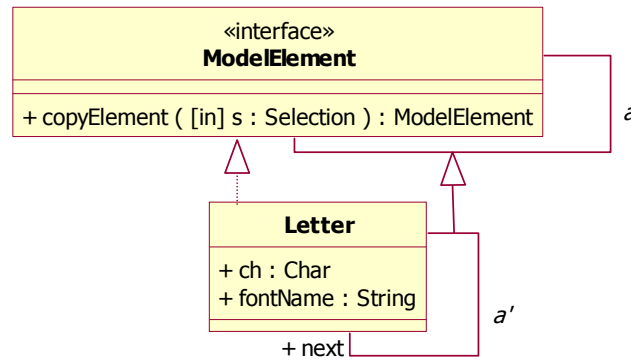 «interface»
ModelElement
+ copyElement ( [in] s : Selection ) : ModelElement
a
Letter
+ ch : Char
+ fontName : String
a'
+ next